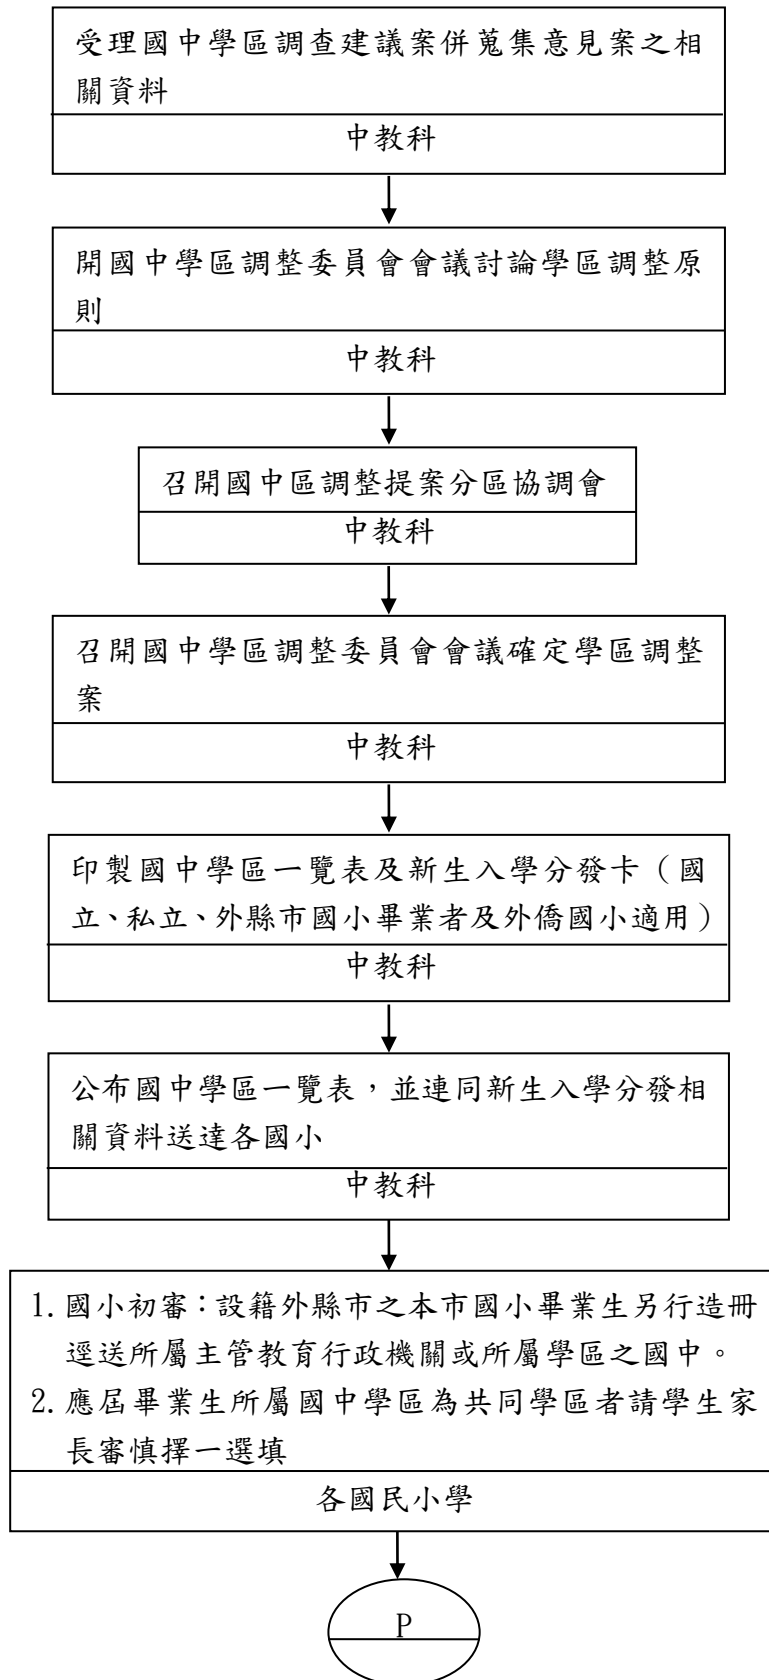 受理國中學區調查建議案併蒐集意見案之相
關資料
中教科
開國中學區調整委員會會議討論學區調整原
則
中教科
召開國中區調整提案分區協調會
中教科
召開國中學區調整委員會會議確定學區調整
案
中教科
印製國中學區一覽表及新生入學分發卡（國
立、私立、外縣市國小畢業者及外僑國小適用）
中教科
公布國中學區一覽表，並連同新生入學分發相
關資料送達各國小
中教科
1. 國小初審：設籍外縣市之本市國小畢業生另行造冊
逕送所屬主管教育行政機關或所屬學區之國中。
2. 應屆畢業生所屬國中學區為共同學區者請學生家
長審慎擇一選填
各國民小學
P